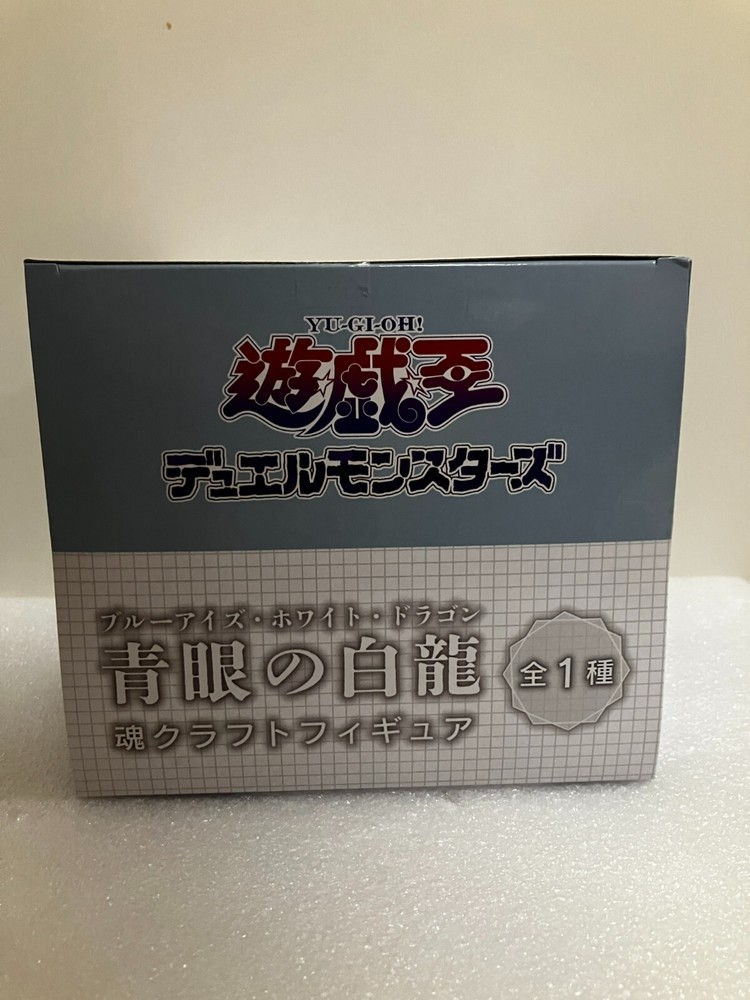 YU-GI-OH!
遊☆戯☆王
デュエルモンスターズ
ブルーアイズ・ホワイト・ドラゴン
青眼の白龍
魂クラフトフィギュア
全1種